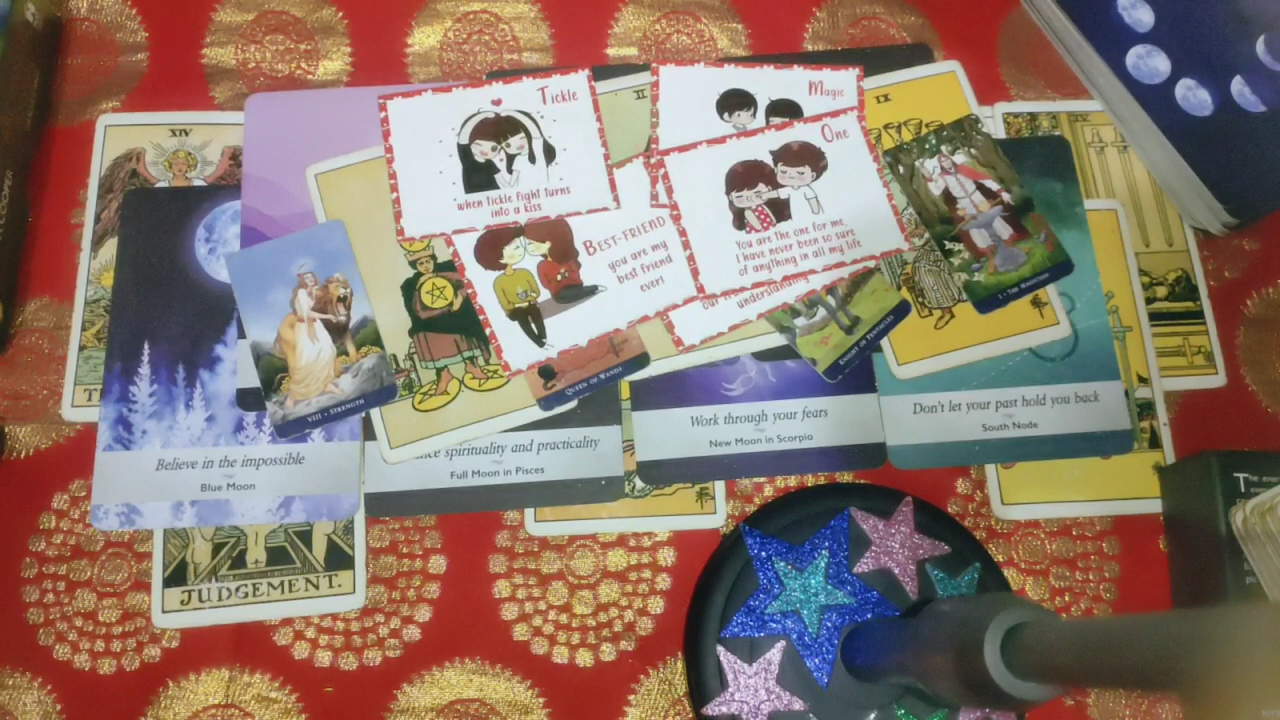 XIV
T
JUDGEMENT.
Believe in the impossible
Blue Moon
VIII • STRENGTH
Tickle
when tickle fight turns
into a kiss
II
Magic
One
You are the one for me,
I have never been so sure
of anything in all my life
BEST-FRIEND
you are my
best friend
ever!
understanding
QUEEN OF WANDS
spirituality and practicality
Full Moon in Pisces
Work through your fears
New Moon in Scorpio
KNIGHT OF PENTACLES
IX
I • THE MAGICIAN
Don't let your past hold you back
South Node
IV
COOPER